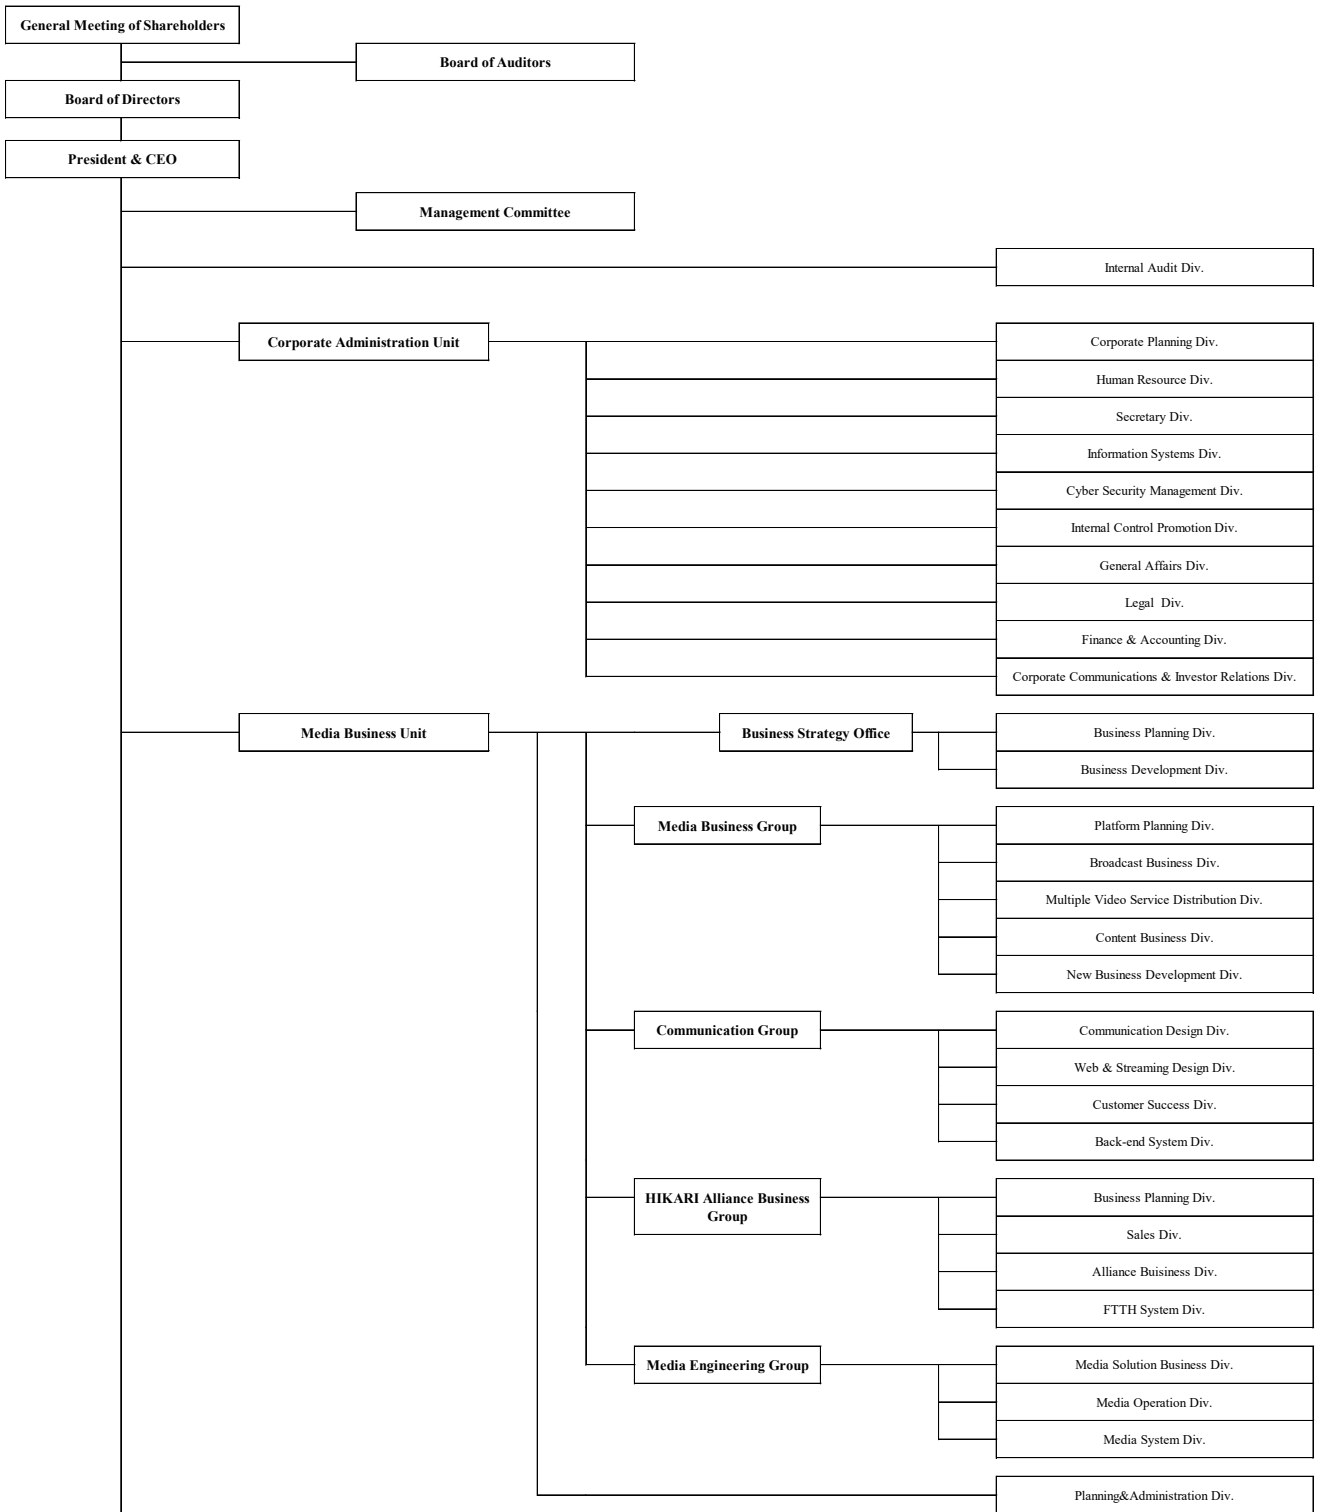 General Meeting of Shareholders
Board of Auditors
Board of Directors
President & CEO
Management Committee
Internal Audit Div.
Corporate Administration Unit
Corporate Planning Div.
Human Resource Div.
Secretary Div.
Information Systems Div.
Cyber Security Management Div.
Internal Control Promotion Div.
General Affairs Div.
Legal  Div.
Finance & Accounting Div.
Corporate Communications & Investor Relations Div.
Media Business Unit
Business Strategy Office
Business Planning Div.
Business Development Div.
Media Business Group
Platform Planning Div.
Broadcast Business Div.
Multiple Video Service Distribution Div.
Content Business Div.
New Business Development Div.
Communication Group
Communication Design Div.
Web & Streaming Design Div.
Customer Success Div.
Back-end System Div.
HIKARI Alliance Business
Group
Business Planning Div.
Sales Div.
Alliance Buisiness Div.
FTTH System Div.
Media Engineering Group
Media Solution Business Div.
Media Operation Div.
Media System Div.
Planning&Administration Div.